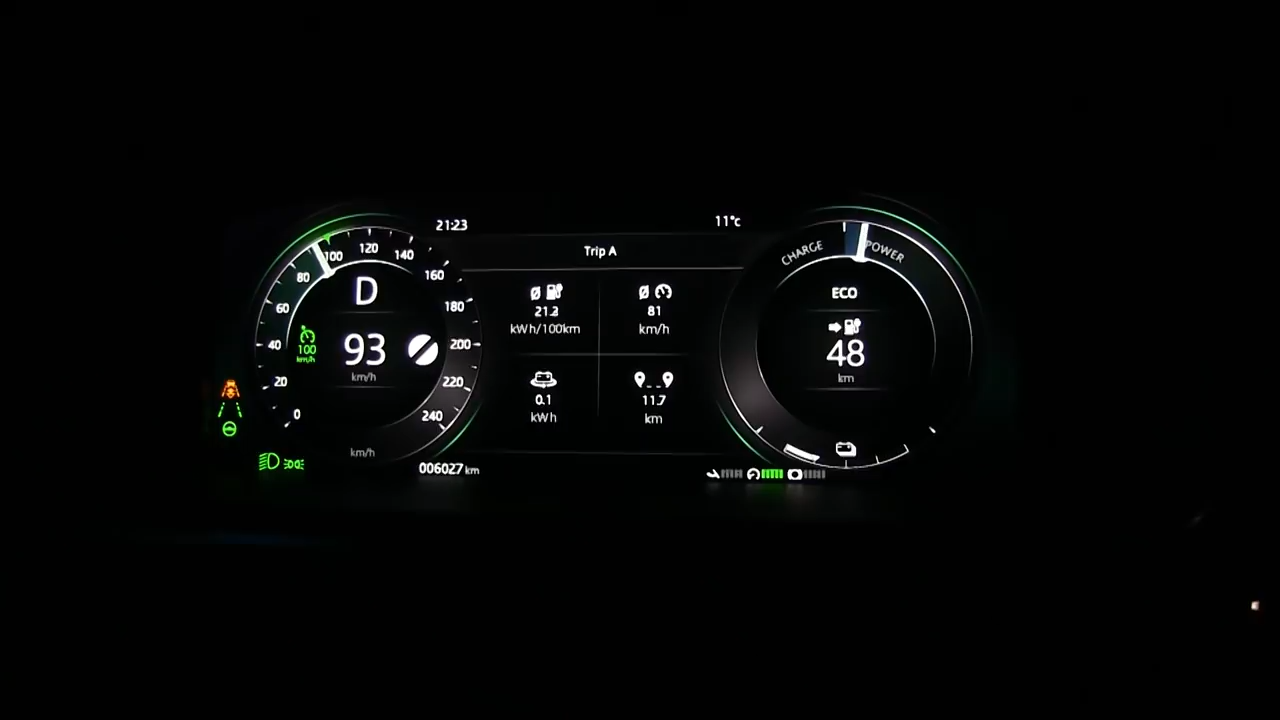 21:23
11°c
Trip A
0
20
40
60
80
100
120
140
160
180
200
220
240
D
100
km/h
93
km/h
km/h
006027 km
21.2
kWh/100km
81
km/h
0.1
kWh
11.7
km
CHARGE
POWER
ECO
48
km